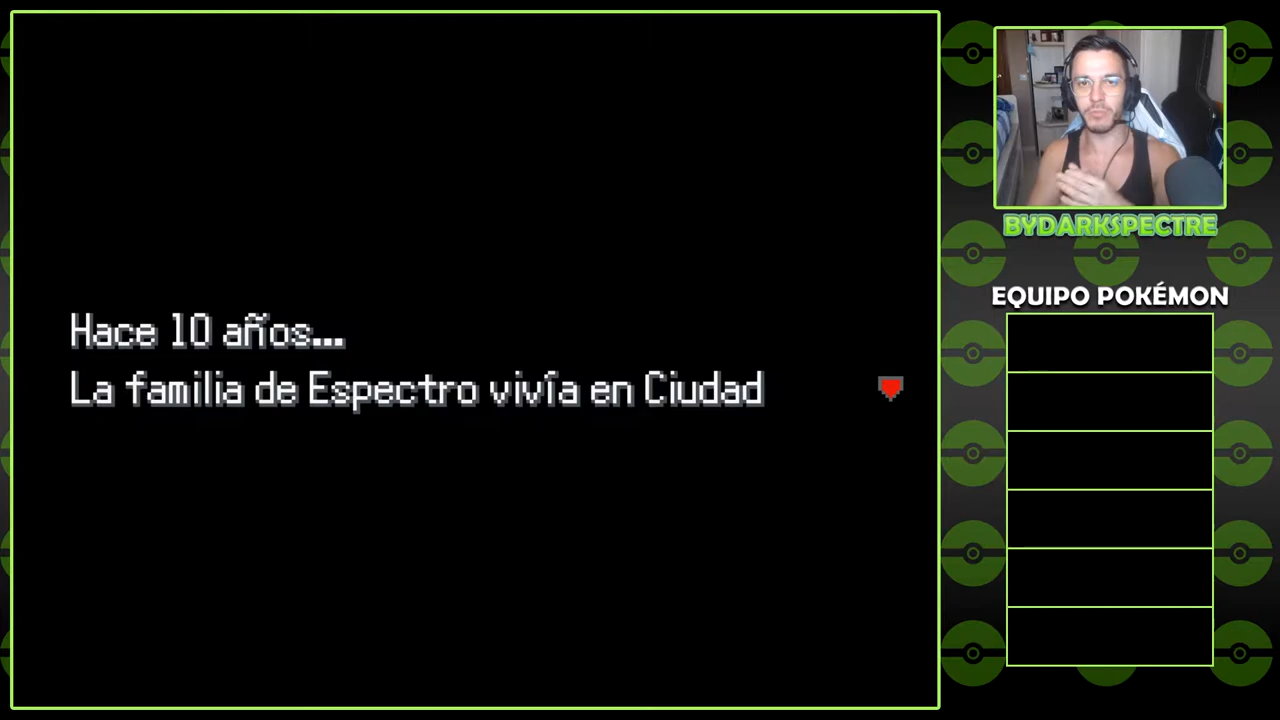 Hace 10 años...
La familia de Espectro vivía en Ciudad
BYDARKSPECTRE
EQUIPO POKÉMON